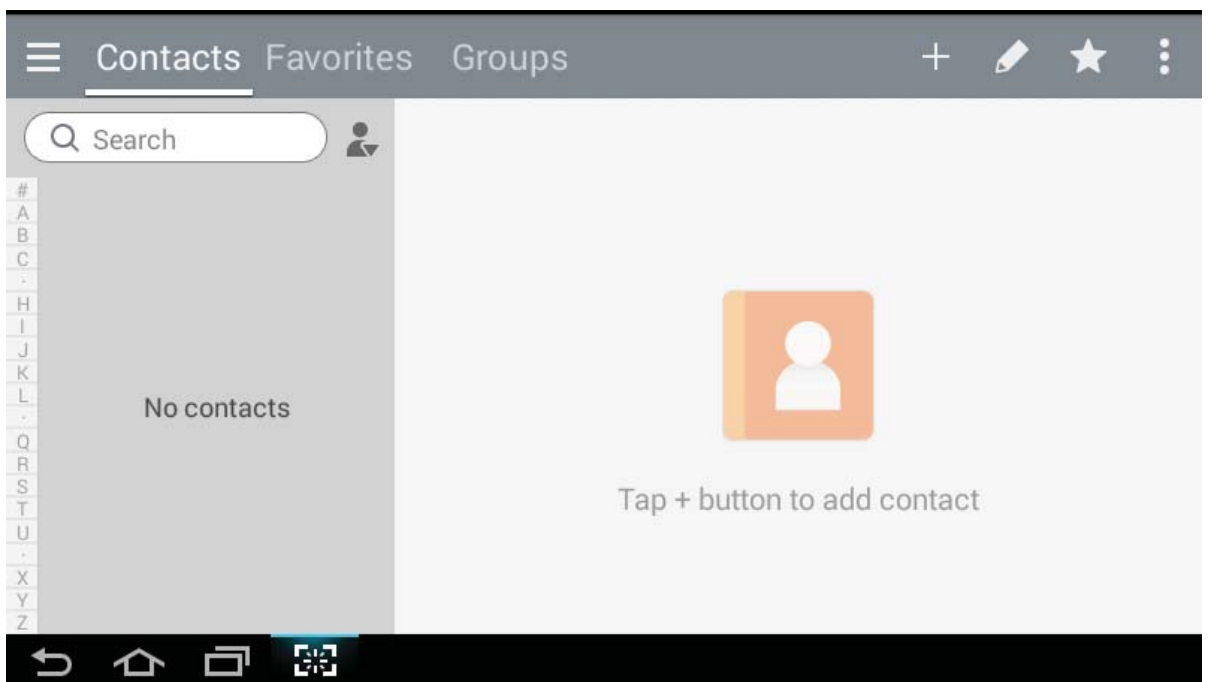 Contacts Favorites Groups
Search
#
A
B
C
.
H
I
J
K
L
.
Q
R
S
T
U
.
X
Y
Z
No contacts
Tap + button to add contact